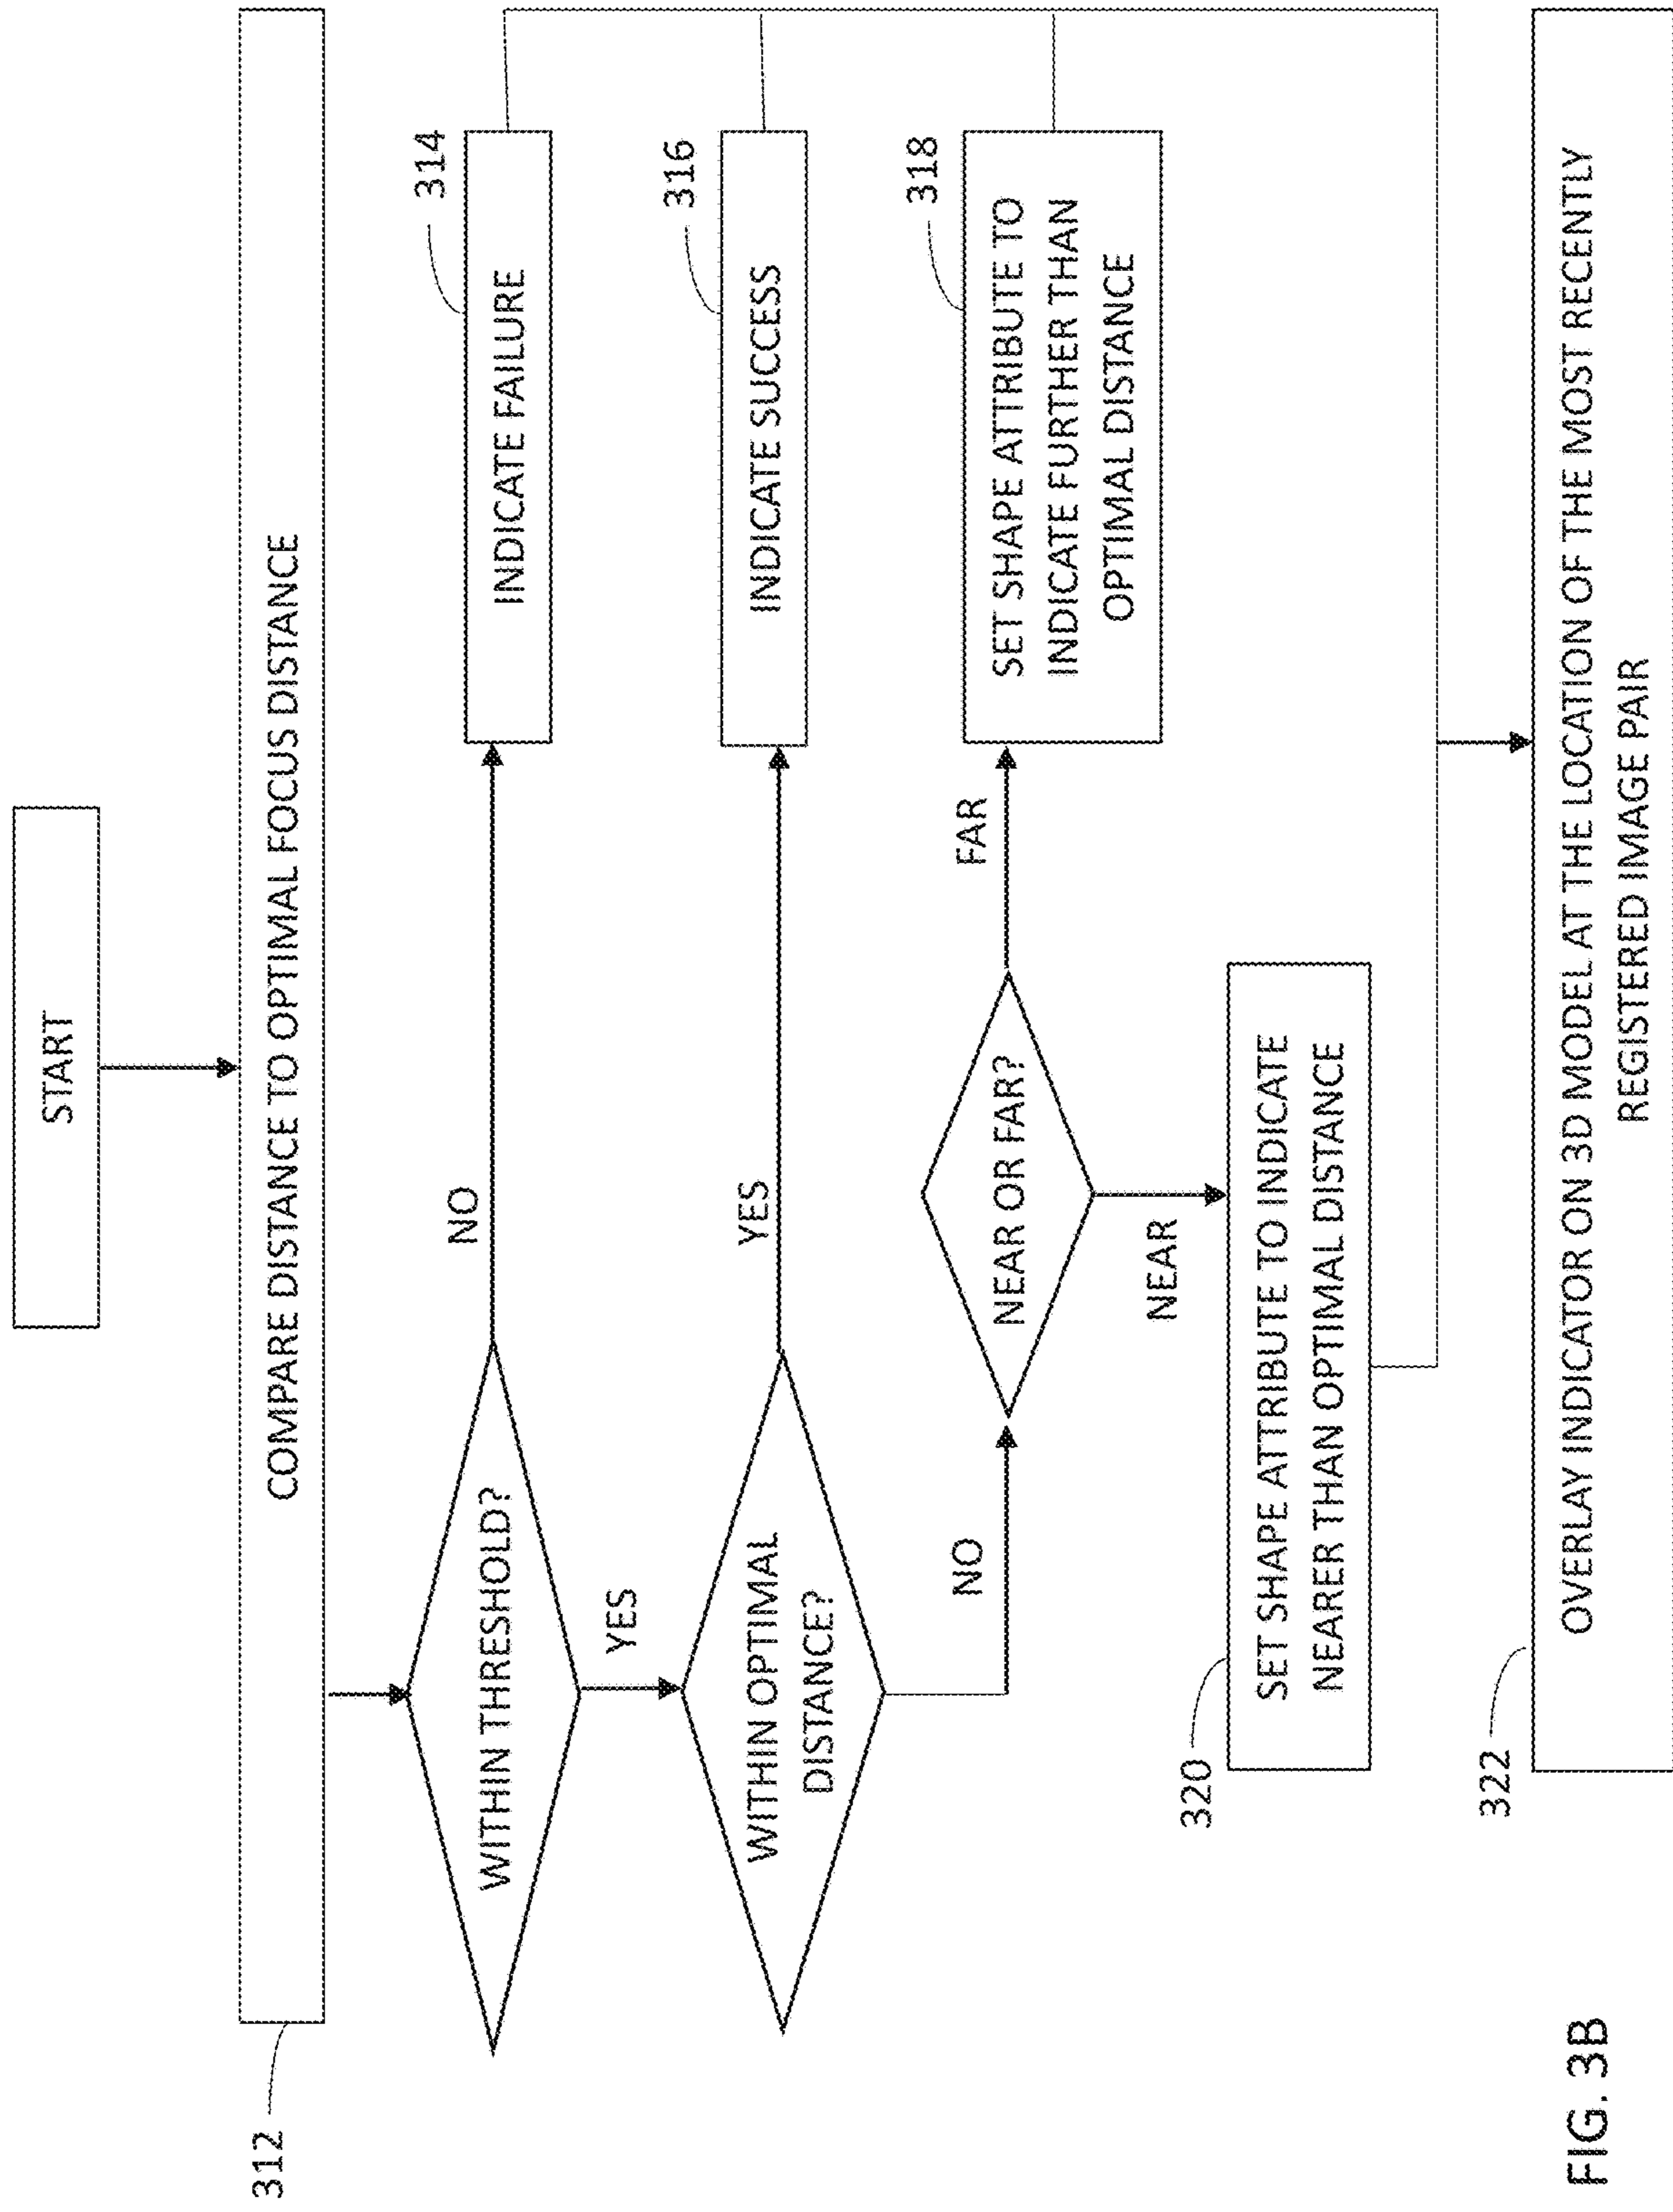 START
312
COMPARE DISTANCE TO OPTIMAL FOCUS DISTANCE
WITHIN THRESHOLD?
NO
314
INDICATE FAILURE
YES
WITHIN OPTIMAL
DISTANCE?
YES
316
INDICATE SUCCESS
NO
NEAR OR FAR?
FAR
318
SET SHAPE ATTRIBUTE TO
INDICATE FURTHER THAN
OPTIMAL DISTANCE
NEAR
320
SET SHAPE ATTRIBUTE TO INDICATE
NEARER THAN OPTIMAL DISTANCE
322
OVERLAY INDICATOR ON 3D MODEL AT THE LOCATION OF THE MOST RECENTLY
REGISTERED IMAGE PAIR
FIG. 3B